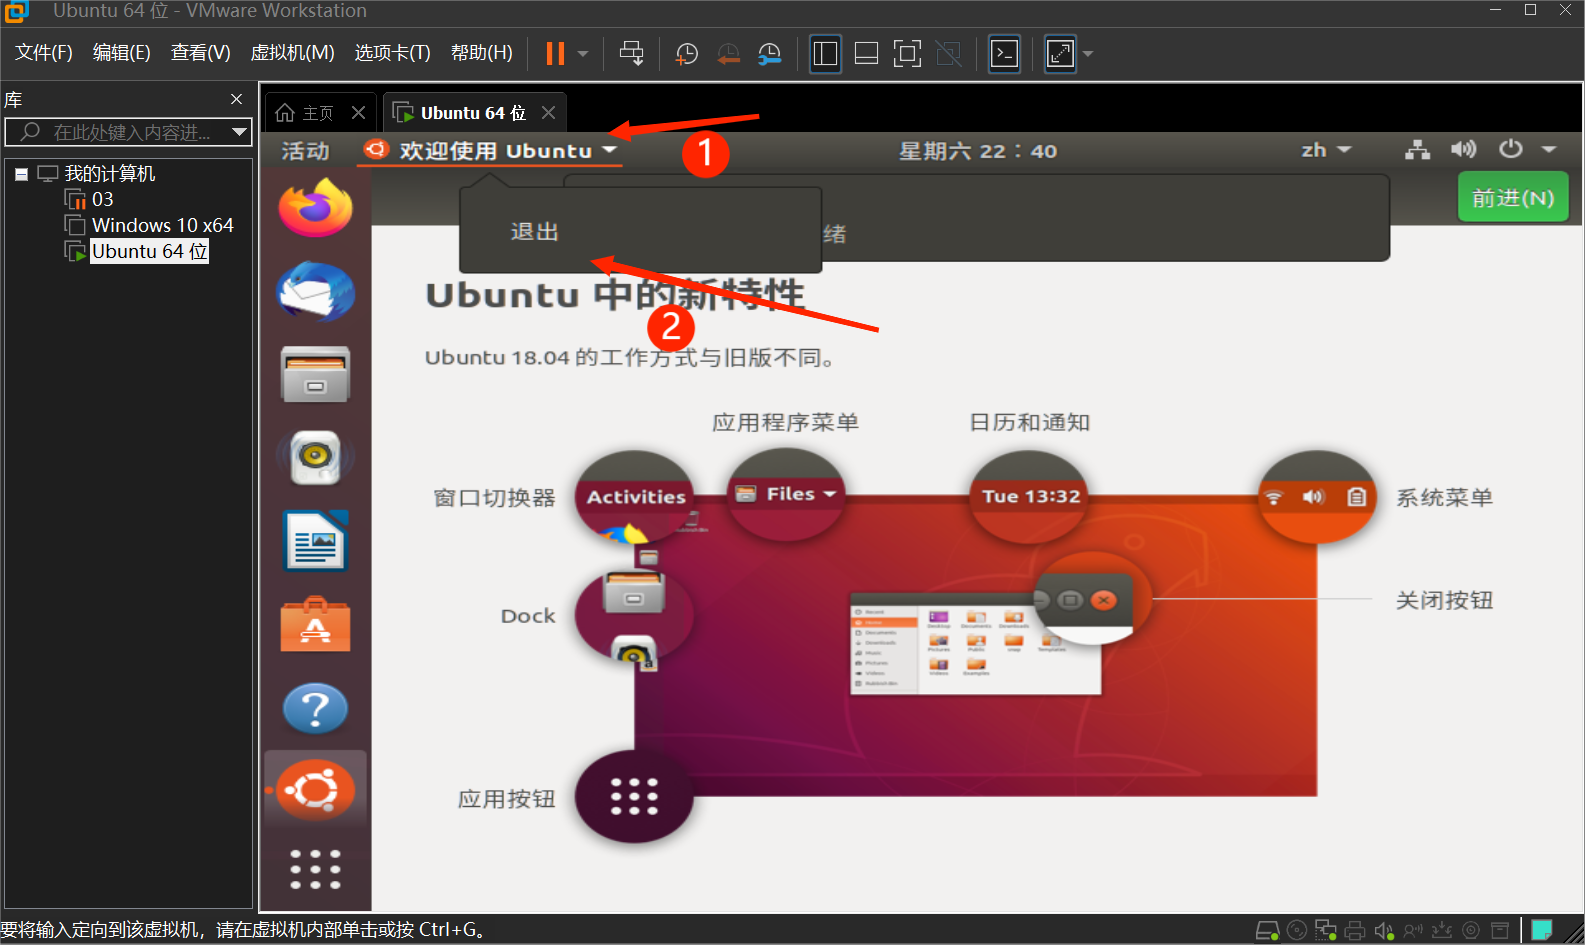 Ubuntu 64 位 - VMware Workstation
文件(F) 编辑(E) 查看(V) 虚拟机(M) 选项卡(T) 帮助(H)
库
在此处键入内容进...
我的计算机
03
Windows 10 x64
Ubuntu 64 位
主页
Ubuntu 64 位
活动
欢迎使用 Ubuntu
1
星期六 22：40
zh
前进(N)
退出
绪
Ubuntu 中的新特性
2
Ubuntu 18.04 的工作方式与旧版不同。
应用程序菜单
日历和通知
窗口切换器
Activities
Files
Tue 13:32
系统菜单
Dock
关闭按钮
应用按钮
要将输入定向到该虚拟机，请在虚拟机内部单击或按 Ctrl+G。